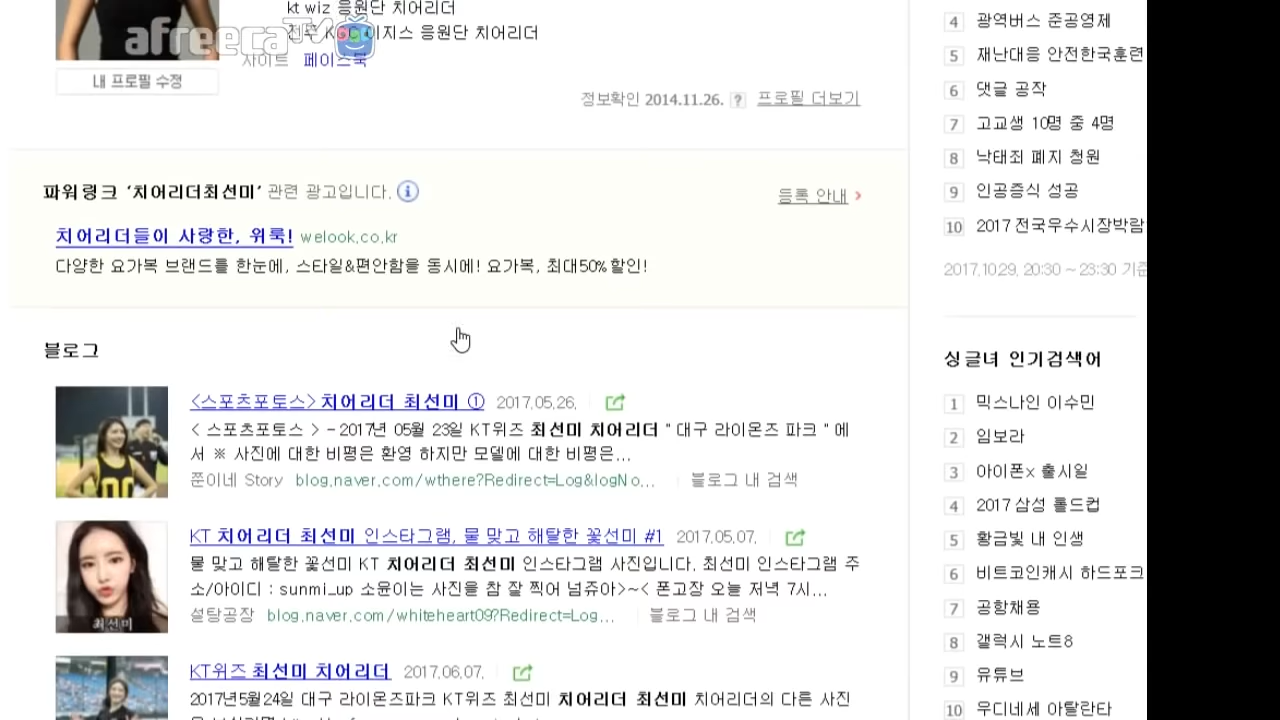 kt wiz 응원단 치어리더
전주 KCC 이지스 응원단 치어리더
afreecaTV
사이트 페이스북
내 프로필 수정
정보확인 2014.11.26. ? 프로필 더보기
파워링크 '치어리더최선미' 관련 광고입니다. i
등록 안내 >
치어리더들이 사랑한, 위룩! welook.co.kr
다양한 요가복 브랜드를 한눈에, 스타일&편안함을 동시에! 요가복, 최대50%할인!
블로그
<스포츠포토스> 치어리더 최선미 ① 2017.05.26.
< 스포츠포토스 > - 2017년 05월 23일 KT위즈 최선미 치어리더 " 대구 라이온즈 파크 " 에
서 ※ 사진에 대한 비평은 환영 하지만 모델에 대한 비평은...
쭌이네 Story blog.naver.com/wthere?Redirect=Log&logNo... 블로그 내 검색
KT 치어리더 최선미 인스타그램, 물 맞고 해탈한 꽃선미 #1 2017.05.07.
물 맞고 해탈한 꽃선미 KT 치어리더 최선미 인스타그램 사진입니다. 최선미 인스타그램 주
소/아이디 : sunmi_up 소윤이는 사진을 참 잘 찍어 넘쥬아>~< 폰고장 오늘 저녁 7시...
최선미
설탕공장 blog.naver.com/whiteheart09?Redirect=Log... 블로그 내 검색
KT위즈 최선미 치어리더 2017.06.07.
2017년5월24일 대구 라이온즈파크 KT위즈 최선미 치어리더 최선미 치어리더의 다른 사진
4 광역버스 준공영제
5 재난대응 안전한국훈련
6 댓글 공작
7 고교생 10명 중 4명
8 낙태죄 폐지 청원
9 인공증식 성공
10 2017 전국우수시장박람
2017.10.29. 20:30 ~ 23:30 기준
싱글녀 인기검색어
1 믹스나인 이수민
2 임보라
3 아이폰x 출시일
4 2017 삼성 롤드컵
5 황금빛 내 인생
6 비트코인캐시 하드포크
7 공항채용
8 갤럭시 노트8
9 유튜브
10 우디네세 아탈란타